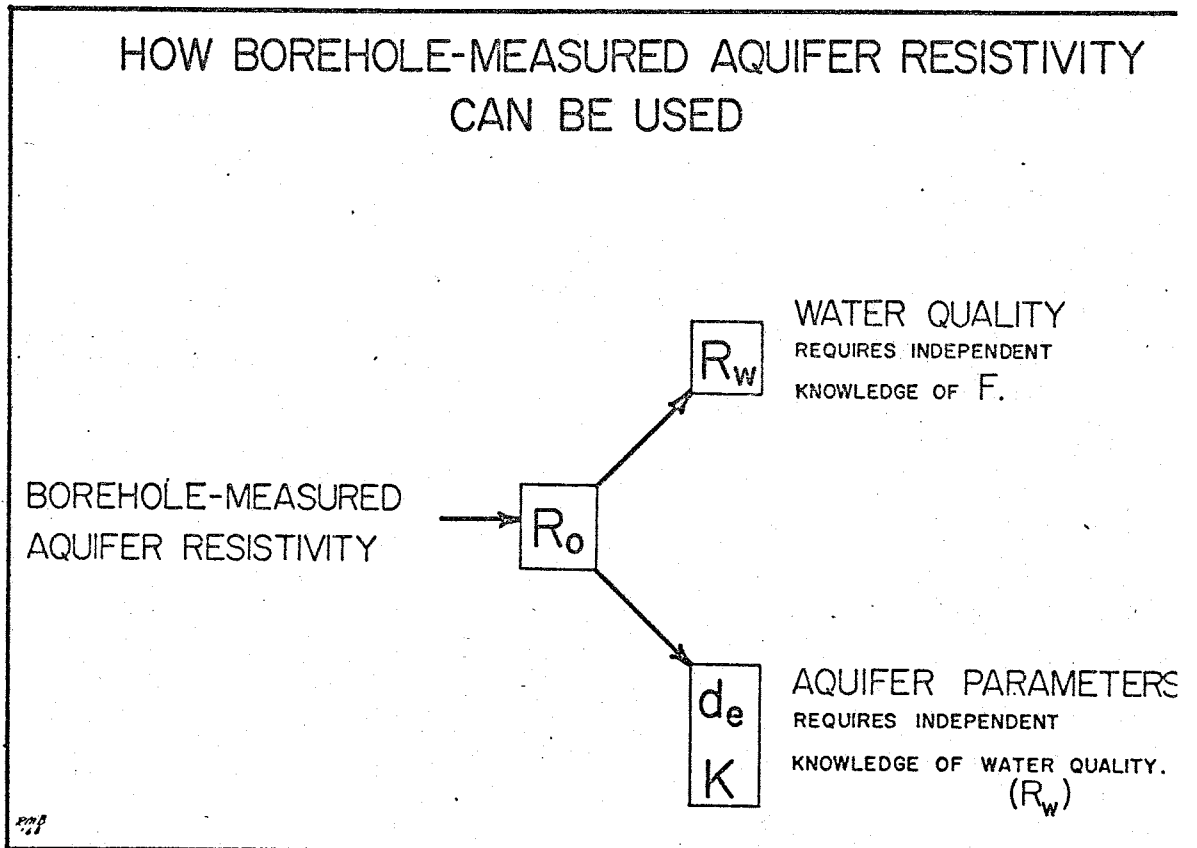 HOW BOREHOLE-MEASURED AQUIFER RESISTIVITY
CAN BE USED
Rw
WATER QUALITY
REQUIRES INDEPENDENT
KNOWLEDGE OF F.
BOREHOLE-MEASURED
AQUIFER RESISTIVITY
Ro
de
K
AQUIFER PARAMETERS
REQUIRES INDEPENDENT
KNOWLEDGE OF WATER QUALITY.
(Rw)